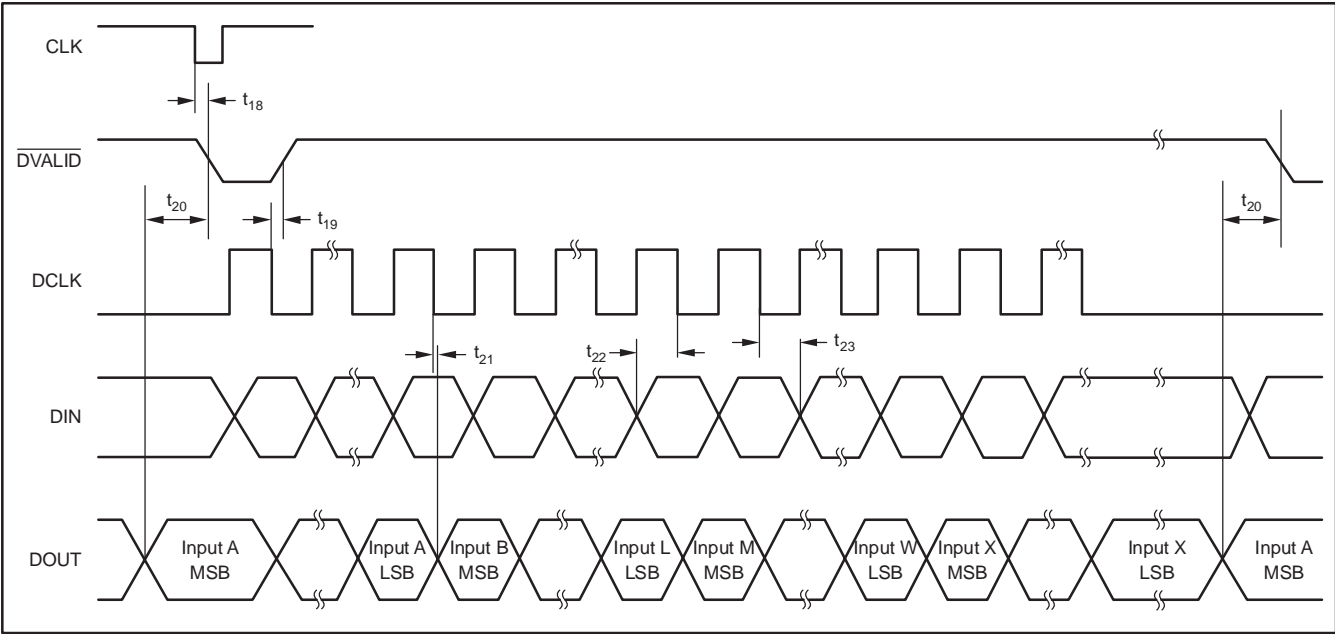 CLK
t18
DVALID
t20
t19
t20
DCLK
t21
t22
t23
DIN
DOUT
Input A
MSB
Input A
LSB
Input B
MSB
Input L
LSB
Input M
MSB
Input W
LSB
Input X
MSB
Input X
LSB
Input A
MSB